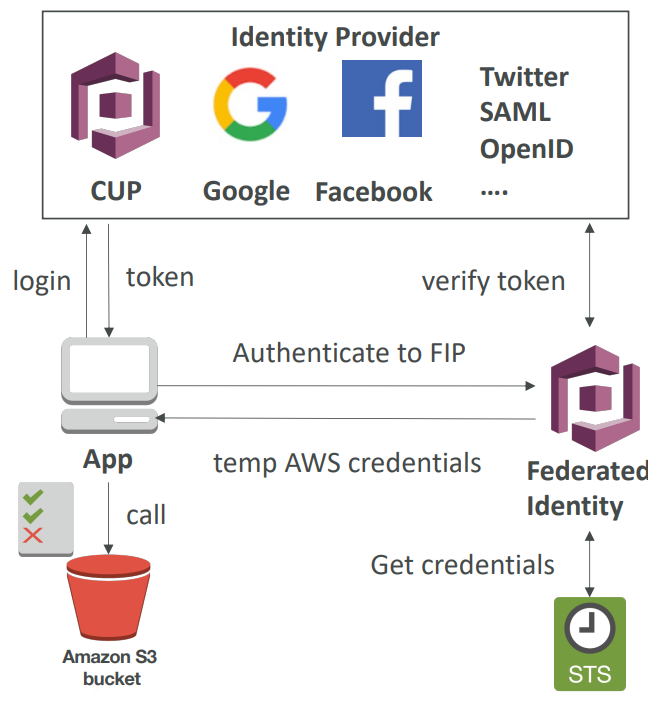 Identity Provider
Twitter
SAML
OpenID
....
CUP
Google
Facebook
login
token
verify token
Authenticate to FIP
App
temp AWS credentials
Federated
Identity
call
Get credentials
Amazon S3
bucket
STS